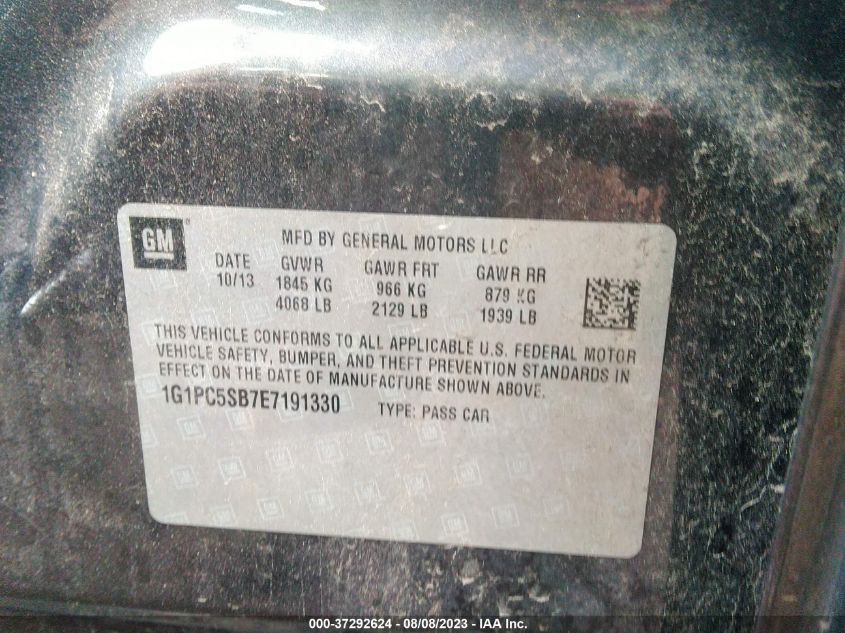 GM
MFD BY GENERAL MOTORS LLC
DATE GVWR GAWR FRT GAWR RR
10/13 1845 KG 966 KG 879 KG
4068 LB 2129 LB 1939 LB
THIS VEHICLE CONFORMS TO ALL APPLICABLE U.S. FEDERAL MOTOR
VEHICLE SAFETY, BUMPER, AND THEFT PREVENTION STANDARDS IN
EFFECT ON THE DATE OF MANUFACTURE SHOWN ABOVE.
1G1PC5SB7E7191330 TYPE: PASS CAR
000-37292624 - 08/08/2023 - IAA Inc.